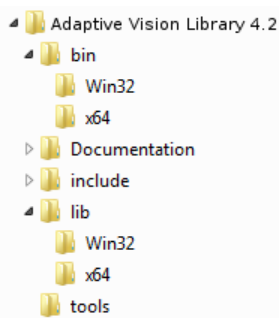 Adaptive Vision Library 4.2
bin
Win32
x64
Documentation
include
lib
Win32
x64
tools